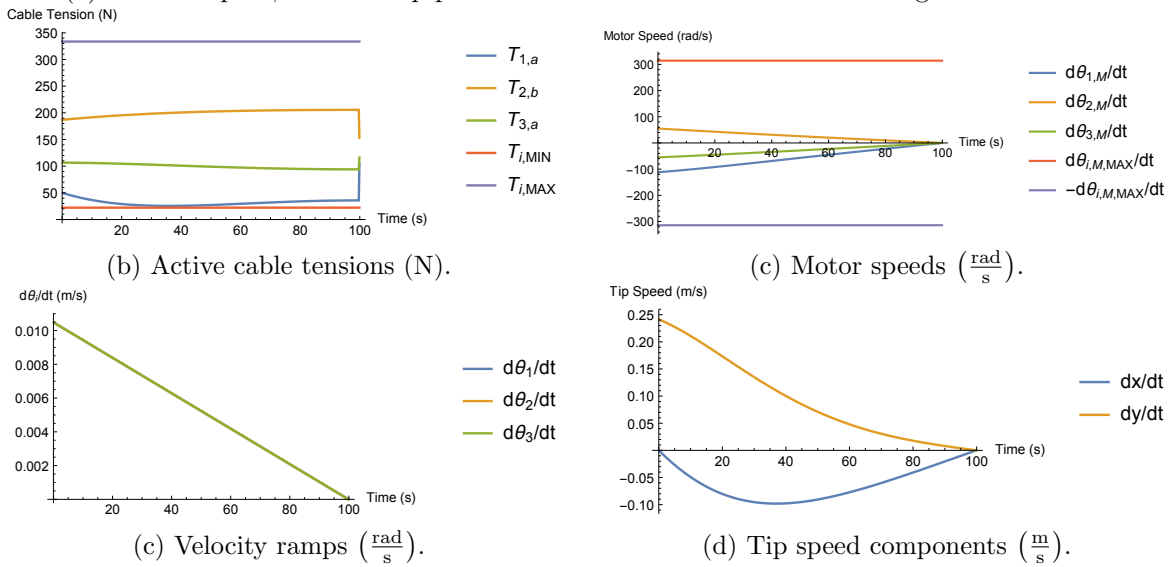 Cable Tension (N)
350
300
250
200
150
100
50
20 40 60 80 100
Time (s)
T1,a
T2,b
T3,a
Ti,MIN
Ti,MAX
(b) Active cable tensions (N).
Motor Speed (rad/s)
300
200
100
-100
-200
-300
20 40 60 80 100
Time (s)
dθ1,M/dt
dθ2,M/dt
dθ3,M/dt
dθi,M,MAX/dt
-dθi,M,MAX/dt
(c) Motor speeds (rad/s).
dθi/dt (m/s)
0.010
0.008
0.006
0.004
0.002
20 40 60 80 100
Time (s)
dθ1/dt
dθ2/dt
dθ3/dt
(c) Velocity ramps (rad/s).
Tip Speed (m/s)
0.25
0.20
0.15
0.10
0.05
-0.05
-0.10
20 40 60 80 100
Time (s)
dx/dt
dy/dt
(d) Tip speed components (m/s).